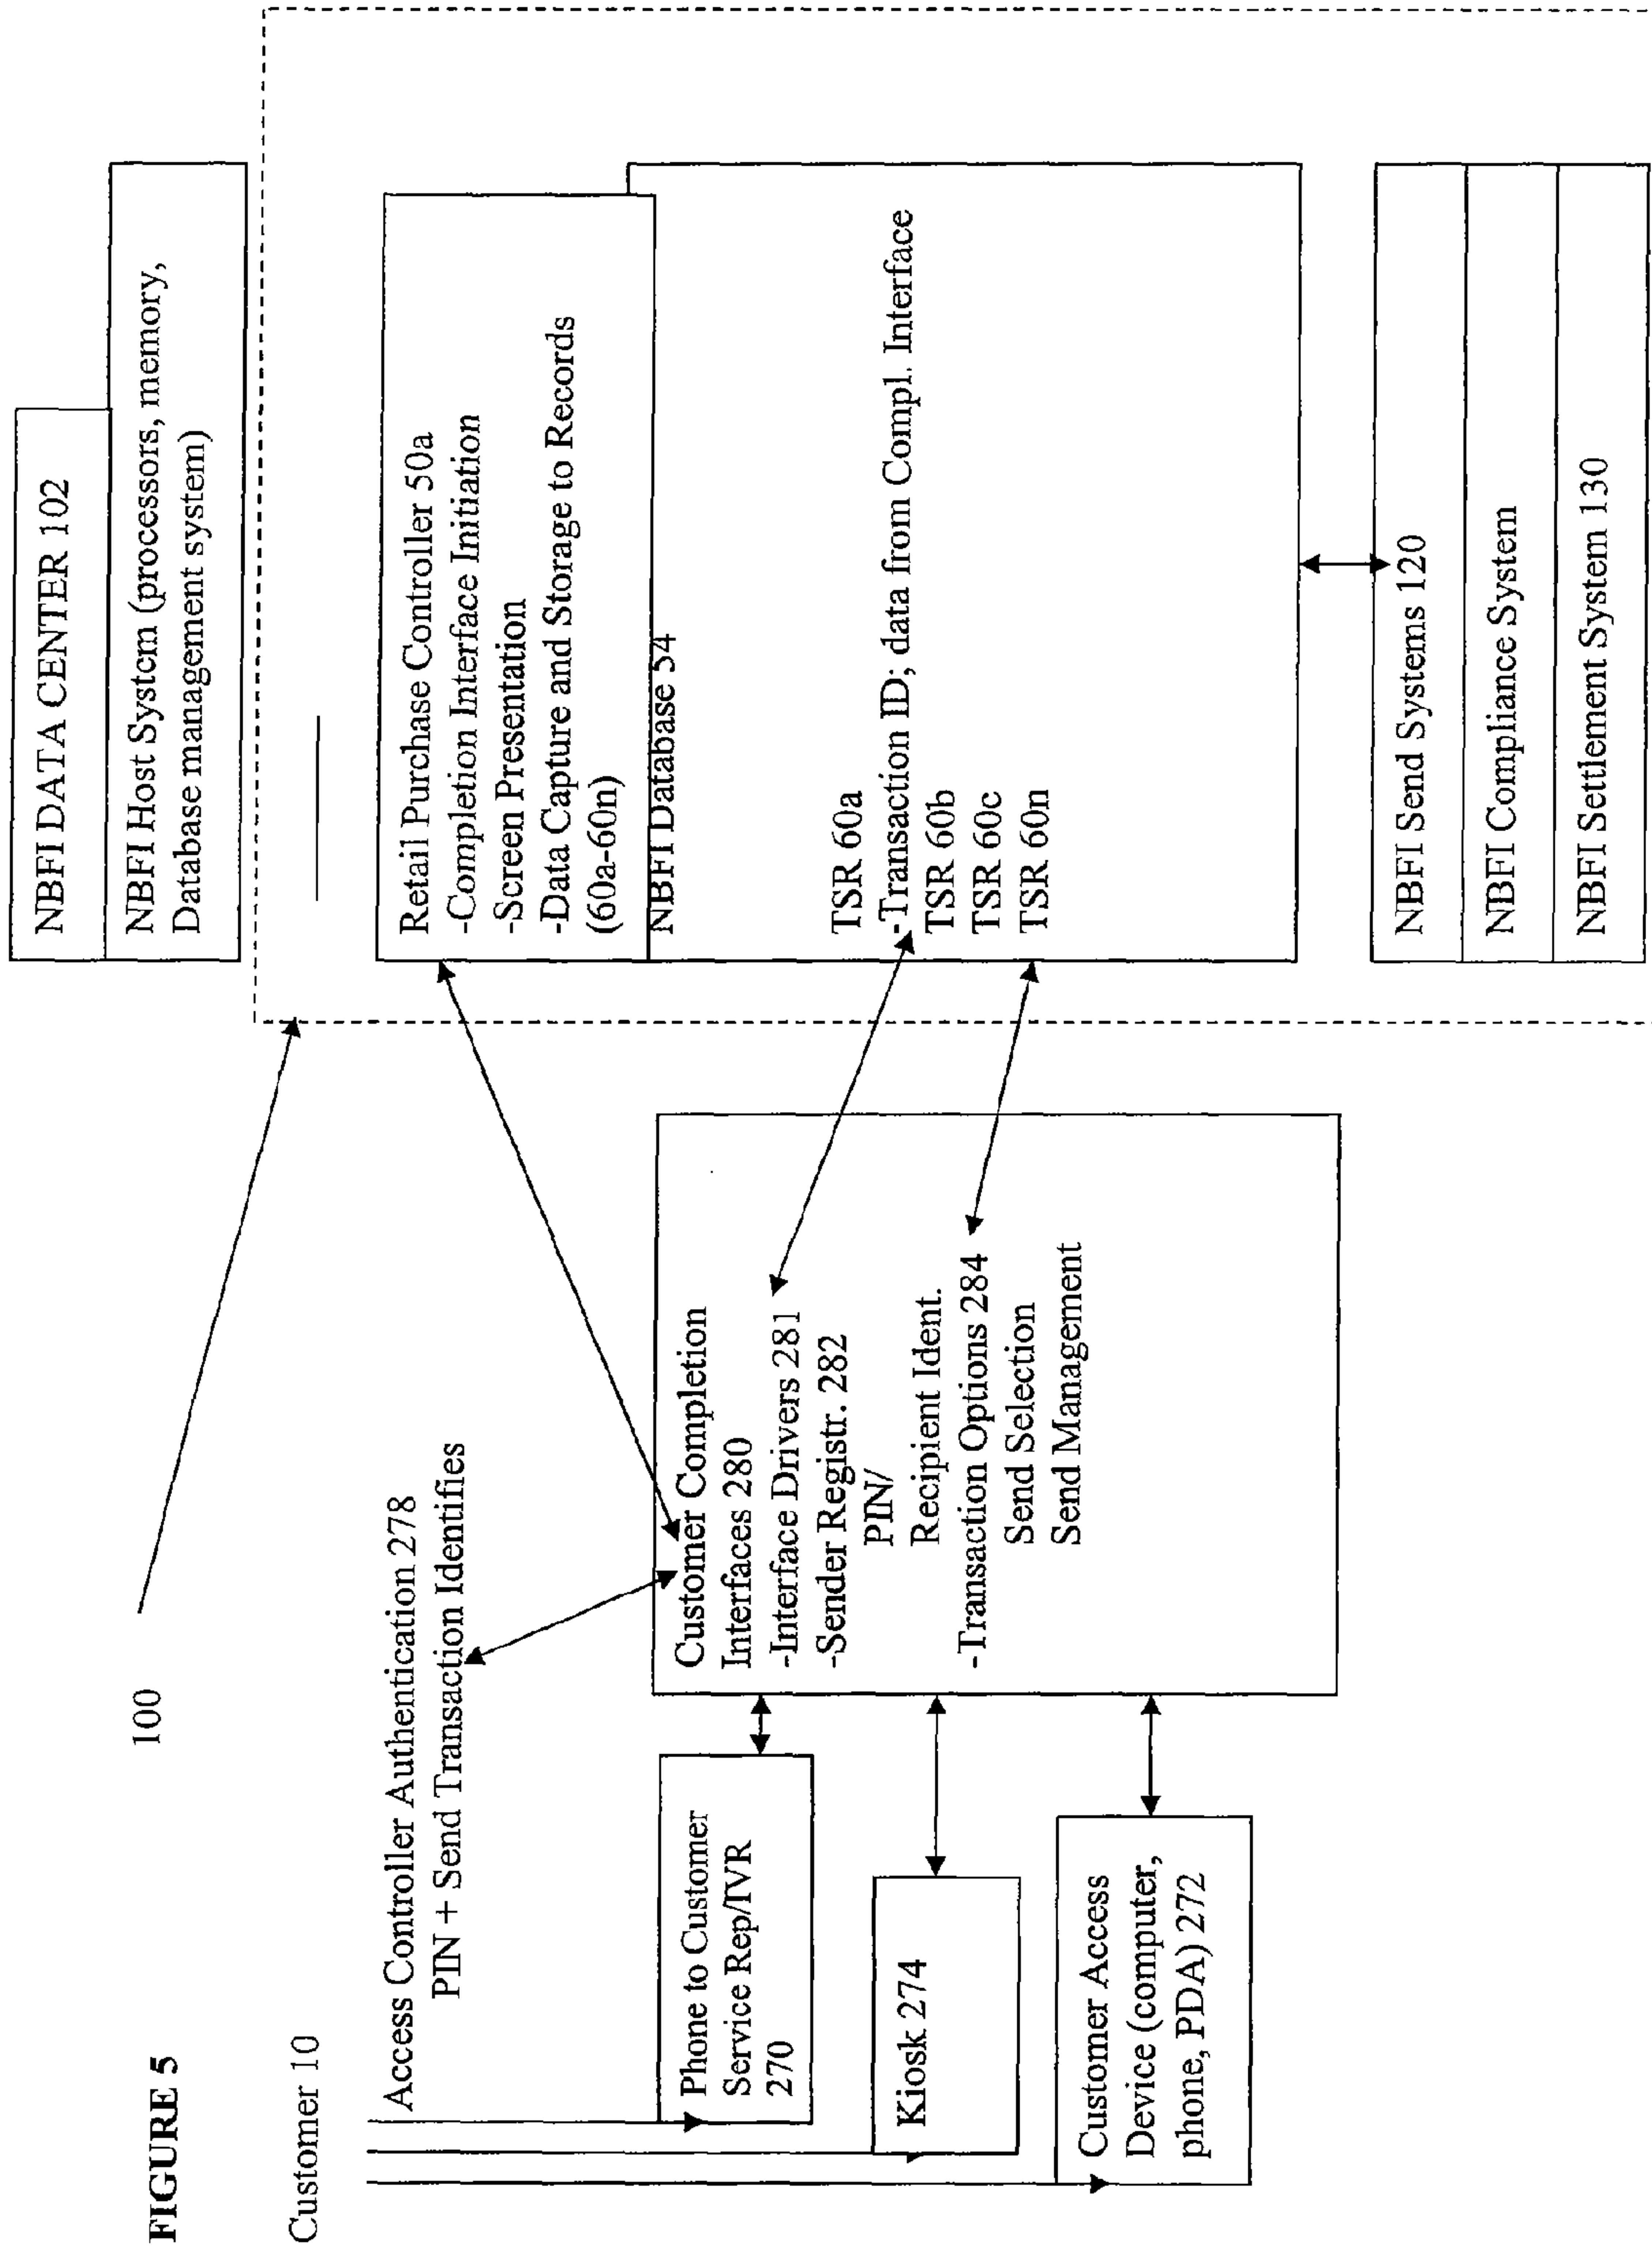 FIGURE 5
100
Customer 10
Access Controller Authentication 278
PIN + Send Transaction Identifies
Phone to Customer
Service Rep/IVR
270
Kiosk 274
Customer Access
Device (computer,
phone, PDA) 272
Customer Completion
Interfaces 280
-Interface Drivers 281
-Sender Registr. 282
PIN/
Recipient Ident.
-Transaction Options 284
Send Selection
Send Management
NBFI DATA CENTER 102
NBFI Host System (processors, memory,
Database management system)
Retail Purchase Controller 50a
-Completion Interface Initiation
-Screen Presentation
-Data Capture and Storage to Records
(60a-60n)
NBFI Database 54
TSR 60a
-Transaction ID; data from Compl. Interface
TSR 60b
TSR 60c
TSR 60n
NBFI Send Systems 120
NBFI Compliance System
NBFI Settlement System 130